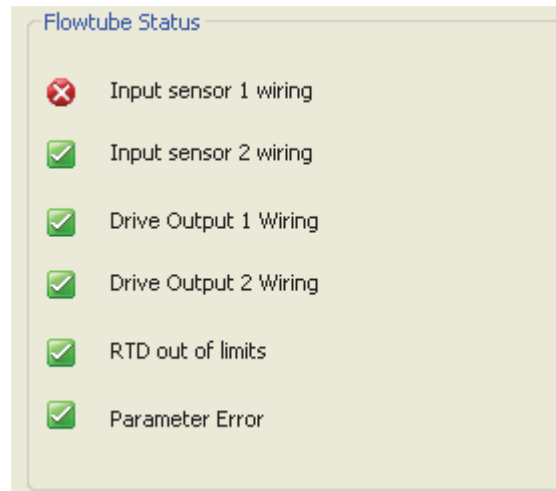 Flowtube Status
Input sensor 1 wiring
Input sensor 2 wiring
Drive Output 1 Wiring
Drive Output 2 Wiring
RTD out of limits
Parameter Error